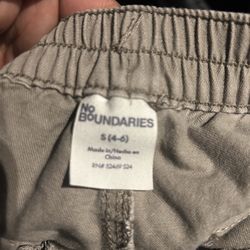 NO
BOUNDARIES
S (4-6)
Made in/Hecho en
China